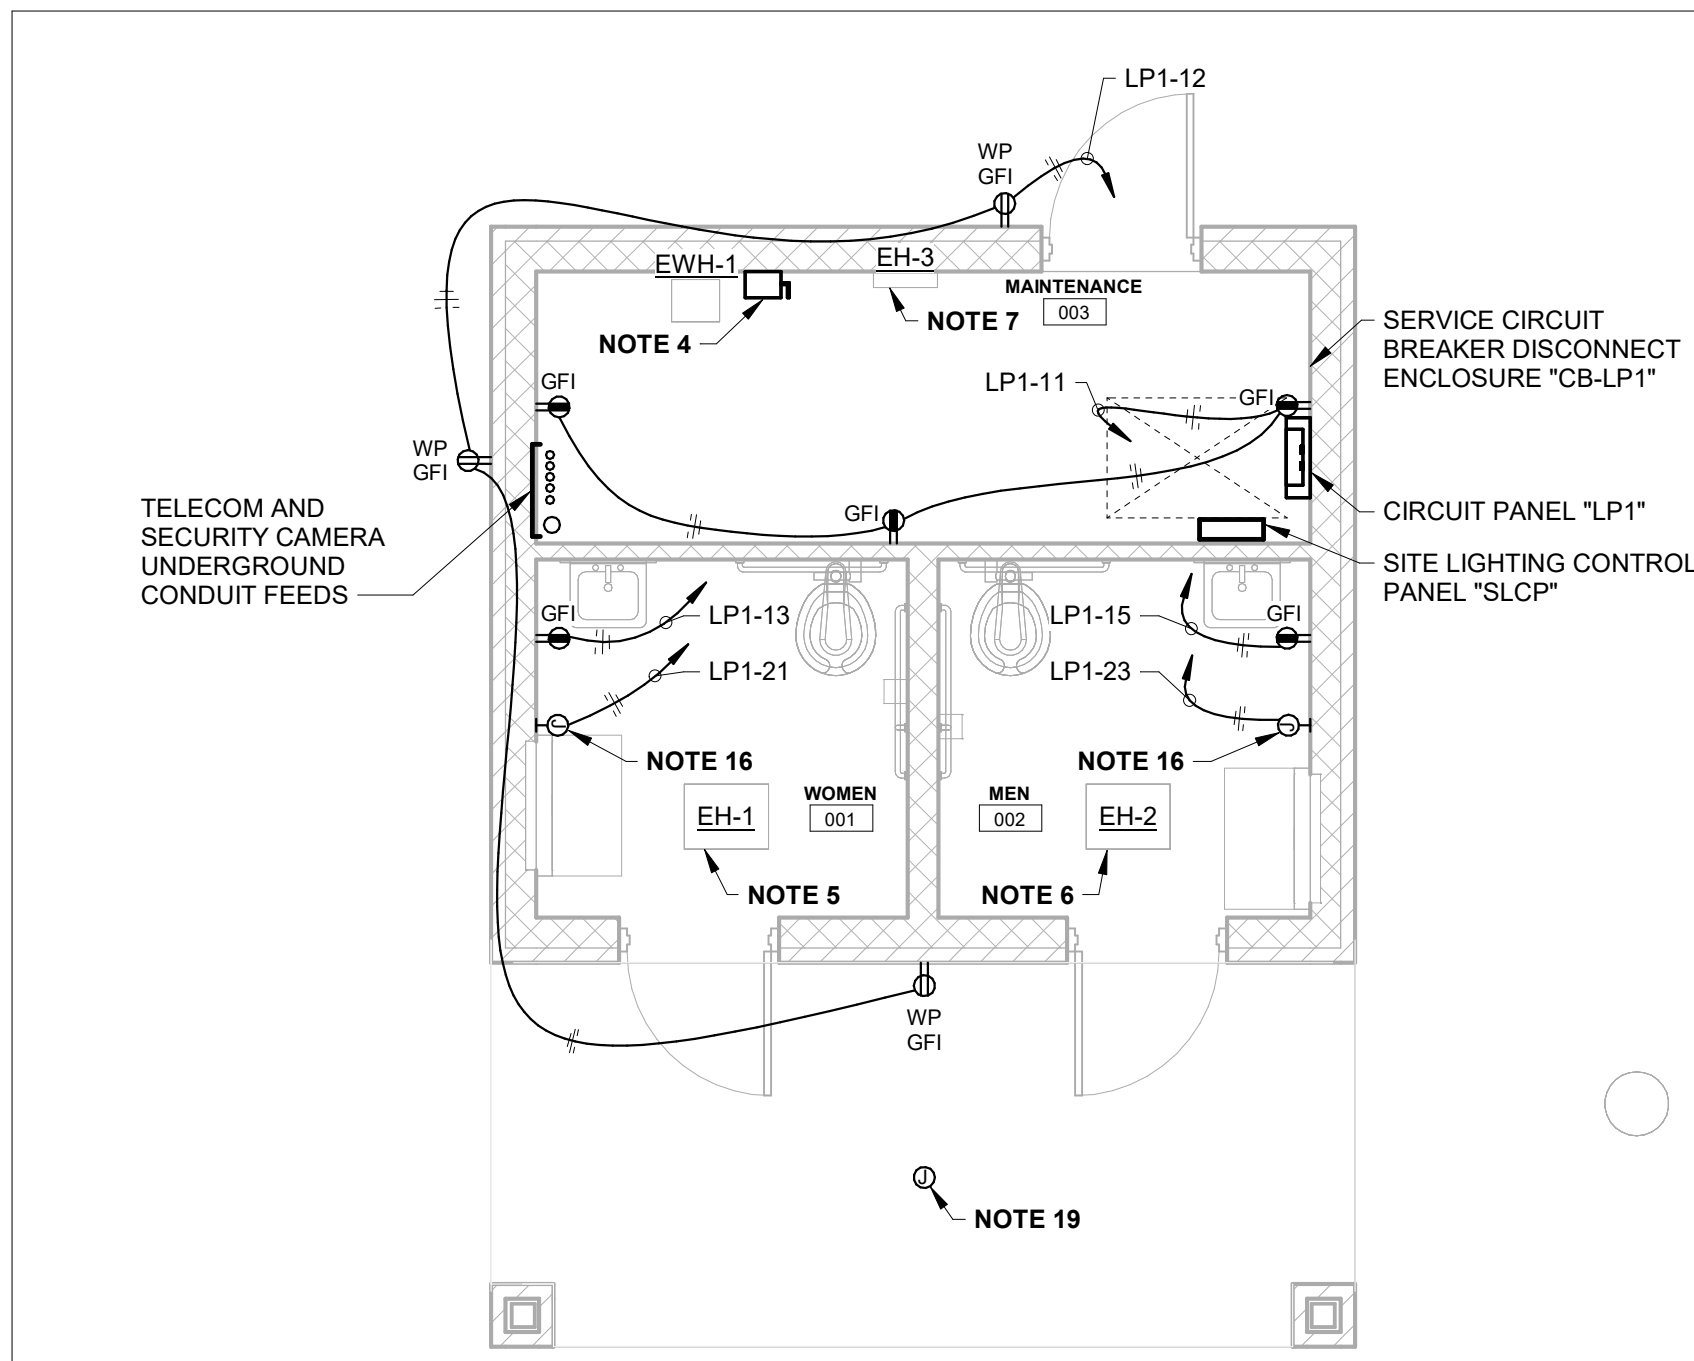 LP1-12
WP
GFI
EWH-1
EH-3
MAINTENANCE
003
NOTE 7
NOTE 4
SERVICE CIRCUIT
BREAKER DISCONNECT
ENCLOSURE "CB-LP1"
GFI
LP1-11
GFI
WP
GFI
TELECOM AND
SECURITY CAMERA
UNDERGROUND
CONDUIT FEEDS
GFI
CIRCUIT PANEL "LP1"
SITE LIGHTING CONTROL
PANEL "SLCP"
GFI
LP1-13
LP1-15
GFI
LP1-21
LP1-23
J
J
NOTE 16
NOTE 16
WOMEN
001
MEN
002
EH-1
EH-2
NOTE 5
NOTE 6
WP
GFI
J
NOTE 19